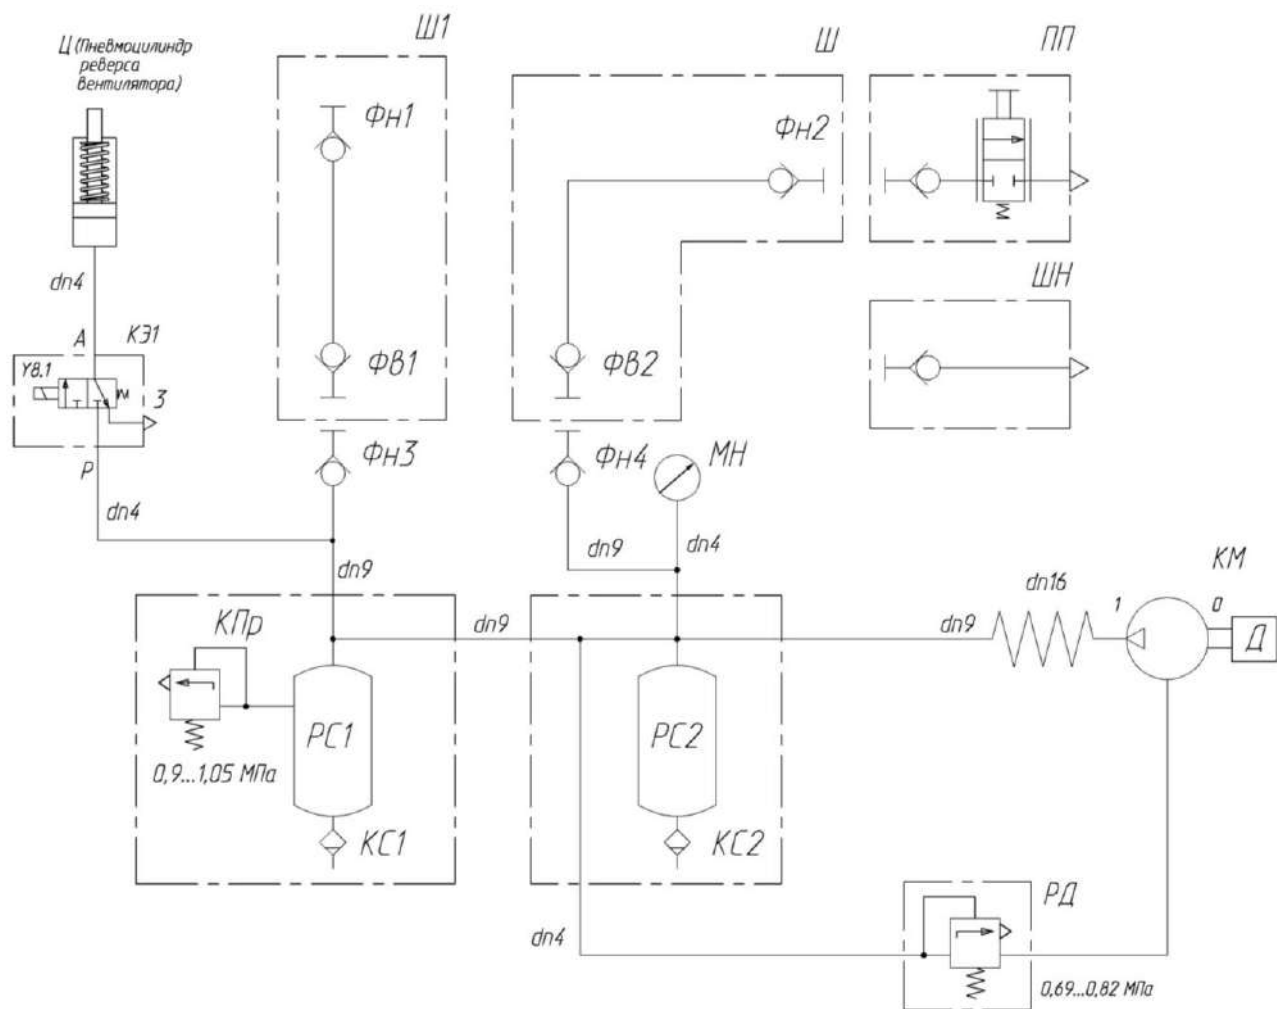 Ш1
Ш
ПП
Ц (Пневмоцилиндр
реверса
вентилятора)
Фн1
Фн2
dn4
ШН
А
КЭ1
Y8.1
3
ФВ1
ФВ2
Р
Фн3
Фн4
МН
dn4
dn9
dn4
dn9
КМ
dn16
1
0
КПр
dn9
dn9
Д
РС1
РС2
0,9...1,05 МПа
КС1
КС2
РД
dn4
0,69...0,82 МПа